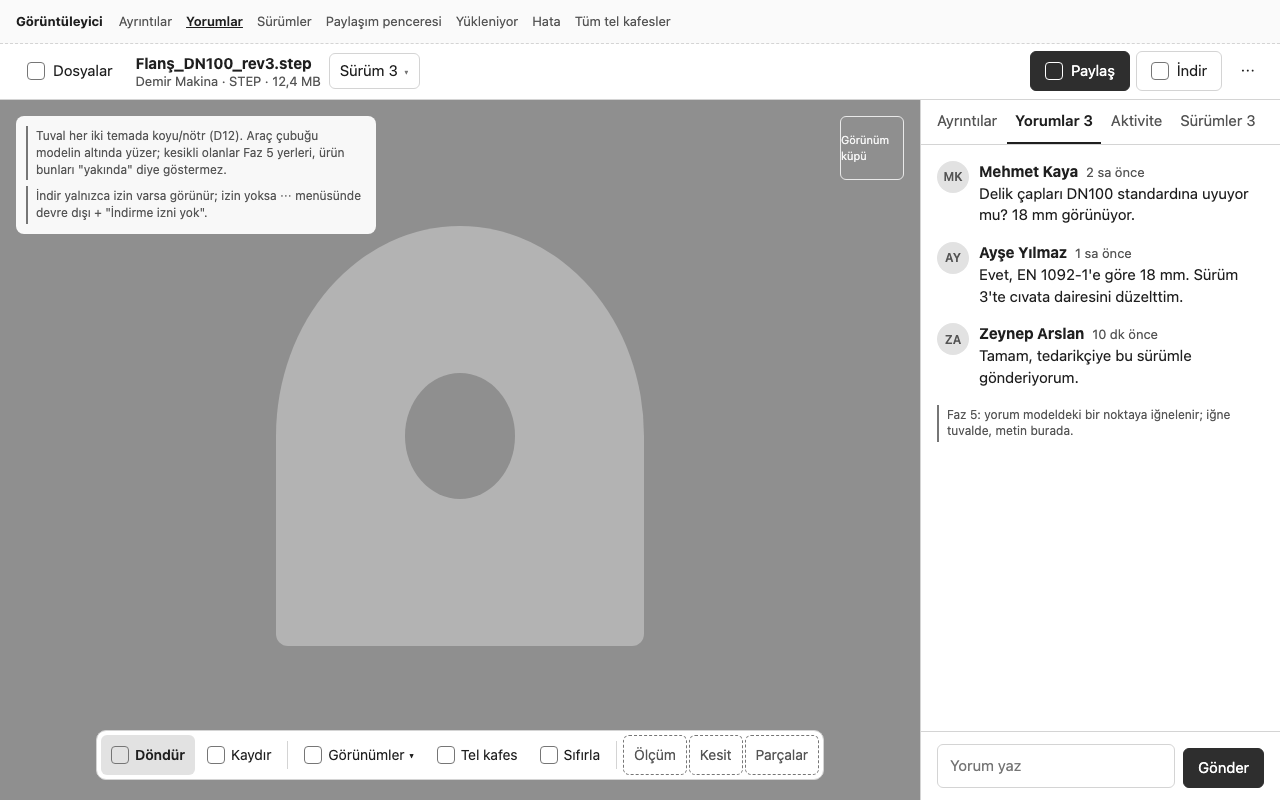 Görüntüleyici Ayrıntılar Yorumlar Sürümler Paylaşım penceresi Yükleniyor Hata Tüm tel kafesler
Dosyalar
Flanş_DN100_rev3.step
Demir Makina · STEP · 12,4 MB
Sürüm 3 ▾
Paylaş
İndir
···
Tuval her iki temada koyu/nötr (D12). Araç çubuğu
modelin altında yüzer; kesikli olanlar Faz 5 yerleri, ürün
bunları "yakında" diye göstermez.
İndir yalnızca izin varsa görünür; izin yoksa ··· menüsünde
devre dışı + "İndirme izni yok".
Görünüm
küpü
Döndür Kaydır Görünümler ▾ Tel kafes Sıfırla Ölçüm Kesit Parçalar
Ayrıntılar Yorumlar 3 Aktivite Sürümler 3
MK
Mehmet Kaya 2 sa önce
Delik çapları DN100 standardına uyuyor
mu? 18 mm görünüyor.
AY
Ayşe Yılmaz 1 sa önce
Evet, EN 1092-1'e göre 18 mm. Sürüm
3'te cıvata dairesini düzelttim.
ZA
Zeynep Arslan 10 dk önce
Tamam, tedarikçiye bu sürümle
gönderiyorum.
Faz 5: yorum modeldeki bir noktaya iğnelenir; iğne
tuvalde, metin burada.
Yorum yaz
Gönder